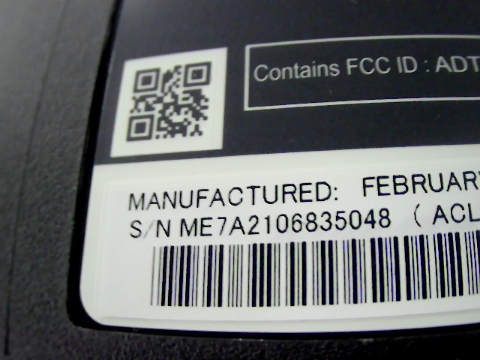 Contains FCC ID : ADT
MANUFACTURED: FEBRUARY
S/N ME7A2106835048 ( ACL